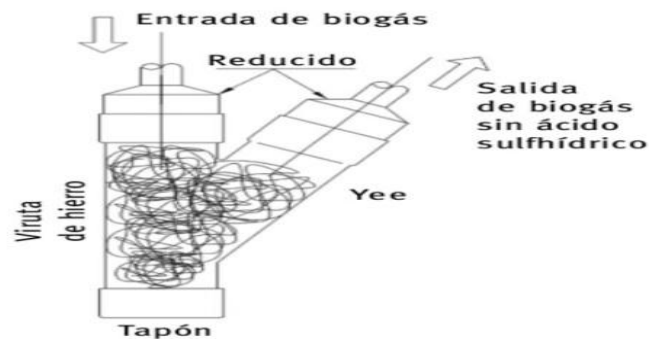 Entrada de biogás
Reducido
Salida
de biogás
sin ácido
sulfhídrico
Yee
Viruta
de hierro
Tapón